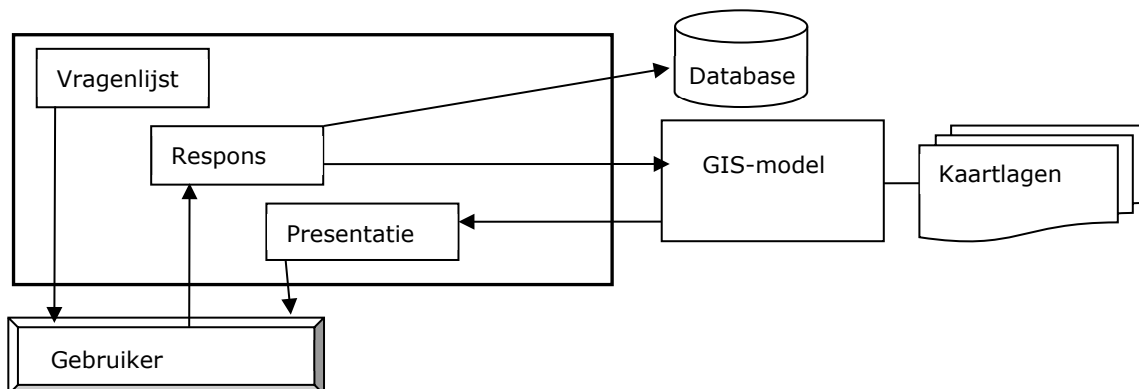 Vragenlijst
Database
Respons
GIS-model
Kaartlagen
Presentatie
Gebruiker